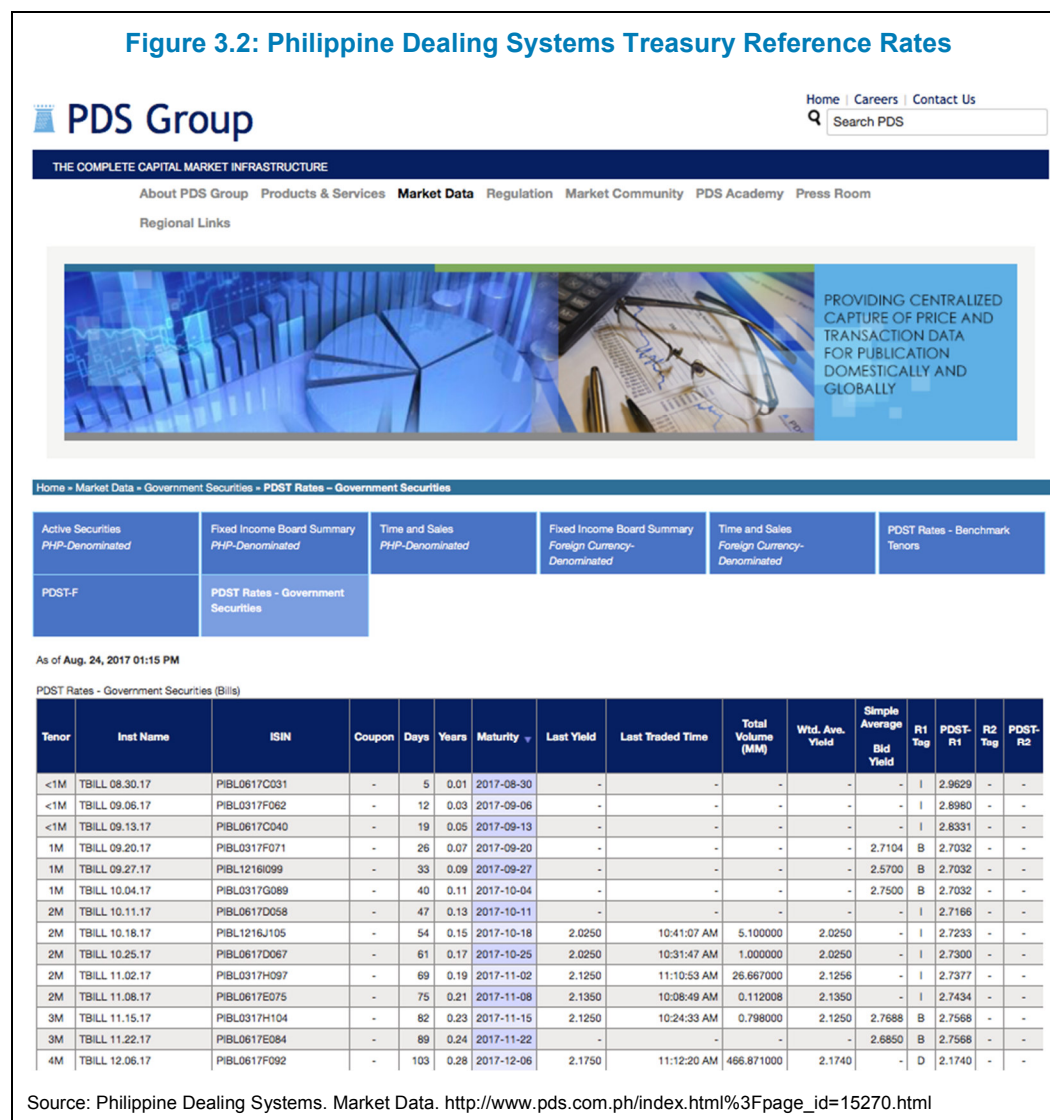 Figure 3.2: Philippine Dealing Systems Treasury Reference Rates
PDS Group
Home | Careers | Contact Us
Search PDS
THE COMPLETE CAPITAL MARKET INFRASTRUCTURE
About PDS Group Products & Services Market Data Regulation Market Community PDS Academy Press Room
Regional Links
PROVIDING CENTRALIZED
CAPTURE OF PRICE AND
TRANSACTION DATA
FOR PUBLICATION
DOMESTICALLY AND
GLOBALLY
Home » Market Data » Government Securities » PDST Rates – Government Securities
Active Securities
PHP-Denominated
Fixed Income Board Summary
PHP-Denominated
Time and Sales
PHP-Denominated
Fixed Income Board Summary
Foreign Currency-
Denominated
Time and Sales
Foreign Currency-
Denominated
PDST Rates - Benchmark
Tenors
PDST-F
PDST Rates - Government
Securities
As of Aug. 24, 2017 01:15 PM
PDST Rates - Government Securities (Bills)
Tenor Inst Name ISIN Coupon Days Years Maturity Last Yield Last Traded Time Total Volume (MM) Wtd. Ave. Yield Simple Average Bid Yield R1 Tag PDST-R1 R2 Tag PDST-R2
<1M TBILL 08.30.17 PIBL0617C031 - 5 0.01 2017-08-30 - - - - - I 2.9629 - -
<1M TBILL 09.06.17 PIBL0317F062 - 12 0.03 2017-09-06 - - - - - I 2.8980 - -
<1M TBILL 09.13.17 PIBL0617C040 - 19 0.05 2017-09-13 - - - - - I 2.8331 - -
1M TBILL 09.20.17 PIBL0317F071 - 26 0.07 2017-09-20 - - - - 2.7104 B 2.7032 - -
1M TBILL 09.27.17 PIBL1216I099 - 33 0.09 2017-09-27 - - - - 2.5700 B 2.7032 - -
1M TBILL 10.04.17 PIBL0317G089 - 40 0.11 2017-10-04 - - - - 2.7500 B 2.7032 - -
2M TBILL 10.11.17 PIBL0617D058 - 47 0.13 2017-10-11 - - - - - I 2.7166 - -
2M TBILL 10.18.17 PIBL1216J105 - 54 0.15 2017-10-18 2.0250 10:41:07 AM 5.100000 2.0250 - I 2.7233 - -
2M TBILL 10.25.17 PIBL0617D067 - 61 0.17 2017-10-25 2.0250 10:31:47 AM 1.000000 2.0250 - I 2.7300 - -
2M TBILL 11.02.17 PIBL0317H097 - 69 0.19 2017-11-02 2.1250 11:10:53 AM 26.667000 2.1256 - I 2.7377 - -
2M TBILL 11.08.17 PIBL0617E075 - 75 0.21 2017-11-08 2.1350 10:08:49 AM 0.112008 2.1350 - I 2.7434 - -
3M TBILL 11.15.17 PIBL0317H104 - 82 0.23 2017-11-15 2.1250 10:24:33 AM 0.798000 2.1250 2.7688 B 2.7568 - -
3M TBILL 11.22.17 PIBL0617E084 - 89 0.24 2017-11-22 - - - - 2.6850 B 2.7568 - -
4M TBILL 12.06.17 PIBL0617F092 - 103 0.28 2017-12-06 2.1750 11:12:20 AM 466.871000 2.1740 - D 2.1740 - -
Source: Philippine Dealing Systems. Market Data. http://www.pds.com.ph/index.html%3Fpage_id=15270.html